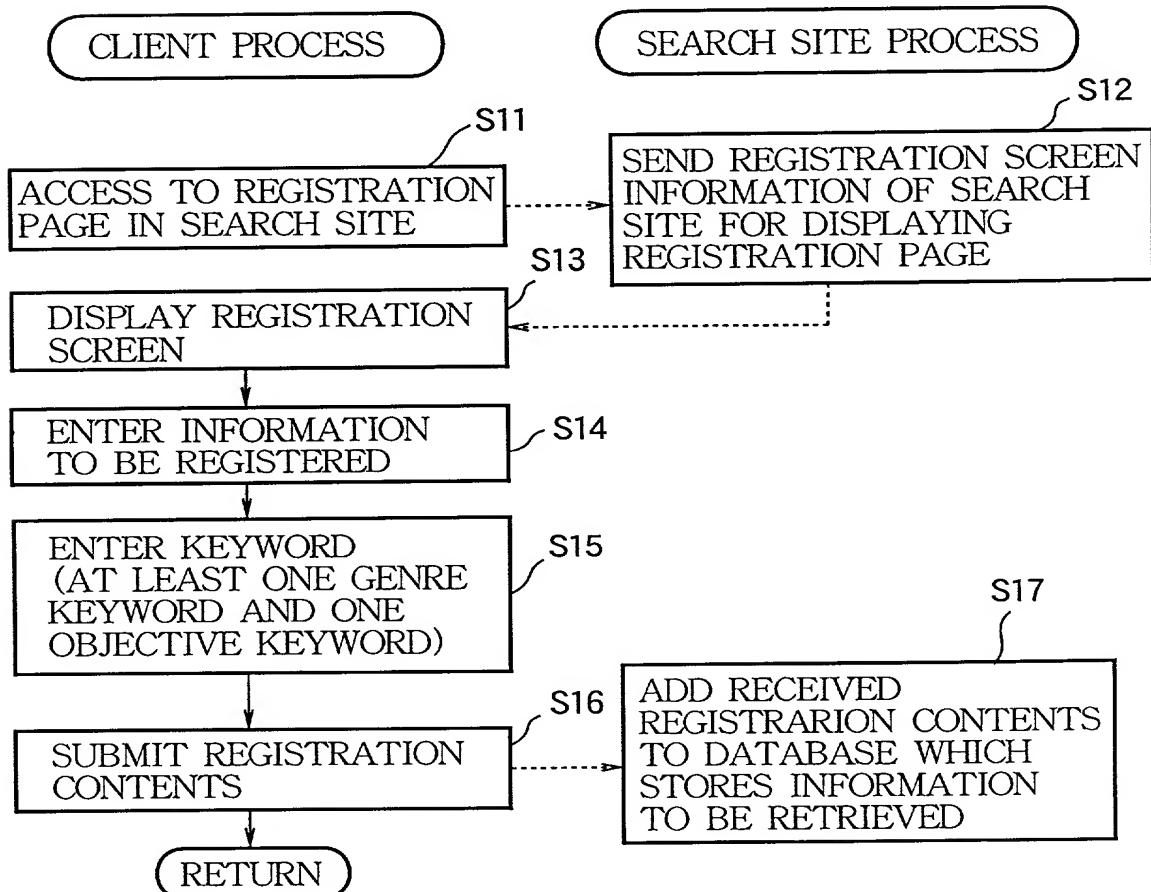 CLIENT PROCESS
SEARCH SITE PROCESS
S11
S12
ACCESS TO REGISTRATION
PAGE IN SEARCH SITE
SEND REGISTRATION SCREEN
INFORMATION OF SEARCH
SITE FOR DISPLAYING
REGISTRATION PAGE
S13
DISPLAY REGISTRATION
SCREEN
S14
ENTER INFORMATION
TO BE REGISTERED
S15
ENTER KEYWORD
(AT LEAST ONE GENRE
KEYWORD AND ONE
OBJECTIVE KEYWORD)
S16
SUBMIT REGISTRATION
CONTENTS
S17
ADD RECEIVED
REGISTRARION CONTENTS
TO DATABASE WHICH
STORES INFORMATION
TO BE RETRIEVED
RETURN